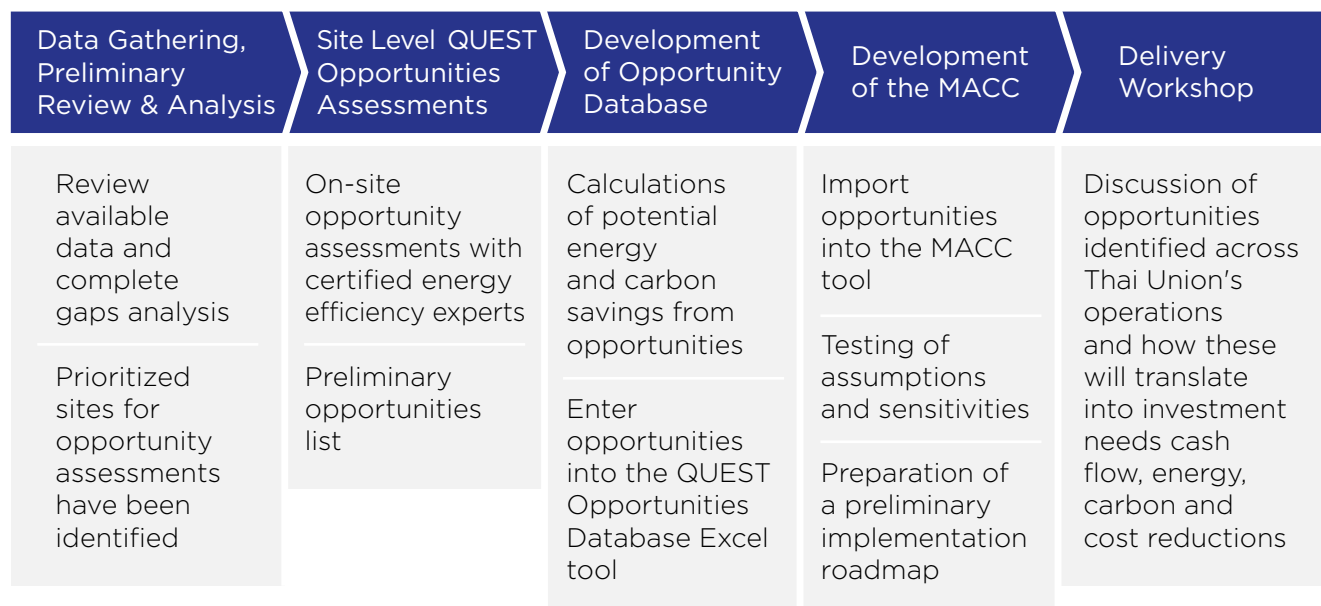 Data Gathering,
Preliminary
Review & Analysis
Site Level QUEST
Opportunities
Assessments
Development
of Opportunity
Database
Development
of the MACC
Delivery
Workshop
Review
available
data and
complete
gaps analysis
Prioritized
sites for
opportunity
assessments
have been
identified
On-site
opportunity
assessments with
certified energy
efficiency experts
Preliminary
opportunities
list
Calculations
of potential
energy
and carbon
savings from
opportunities
Enter
opportunities
into the QUEST
Opportunities
Database Excel
tool
Import
opportunities
into the MACC
tool
Testing of
assumptions
and sensitivities
Preparation of
a preliminary
implementation
roadmap
Discussion of
opportunities
identified across
Thai Union's
operations
and how these
will translate
into investment
needs cash
flow, energy,
carbon and
cost reductions